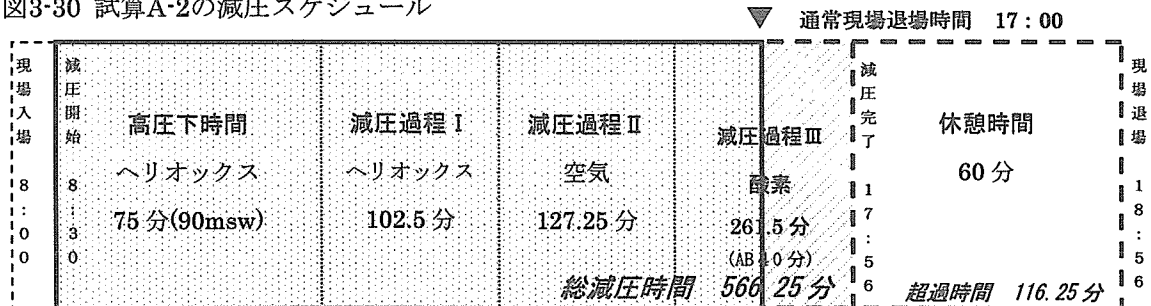 図3-30 試算A-2の減圧スケジュール
▼ 通常現場退場時間 17:00
現場入場 8:00
減圧開始 8:30
高圧下時間
ヘリオックス
75分(90msw)
減圧過程Ⅰ
ヘリオックス
102.5分
減圧過程Ⅱ
空気
127.25分
減圧過程Ⅲ
酸素
261.5分
(AB40分)
総減圧時間 566.25分
減圧完了 17:56
休憩時間
60分
超過時間 116.25分
現場退場 18:56